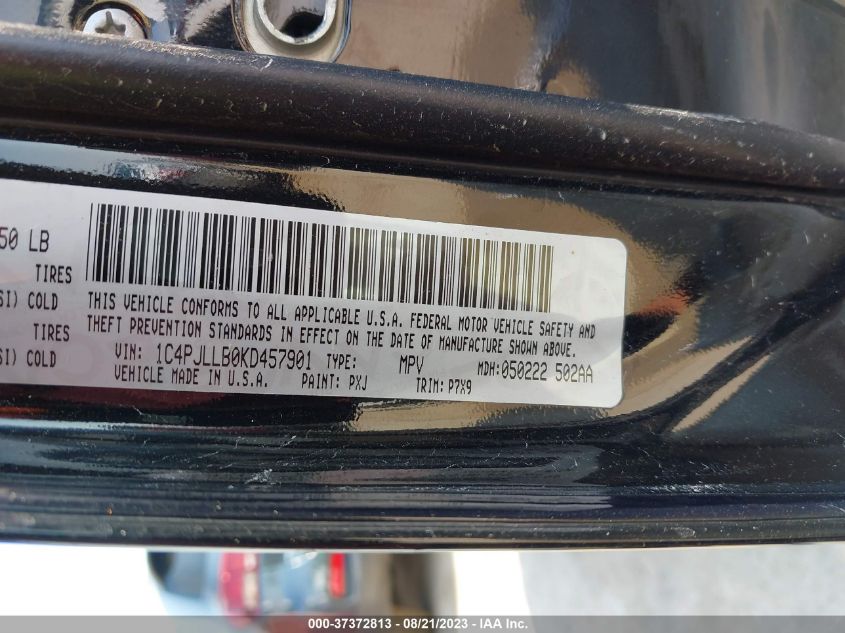 50 LB
TIRES
SI) COLD
TIRES
SI) COLD
THIS VEHICLE CONFORMS TO ALL APPLICABLE U.S.A. FEDERAL MOTOR VEHICLE SAFETY AND
THEFT PREVENTION STANDARDS IN EFFECT ON THE DATE OF MANUFACTURE SHOWN ABOVE.
VIN: 1C4PJLLB0KD457901 TYPE: MPV MDH:050222 502AA
VEHICLE MADE IN U.S.A. PAINT: PXJ TRIM: P7X9
000-37372813 - 08/21/2023 - IAA Inc.